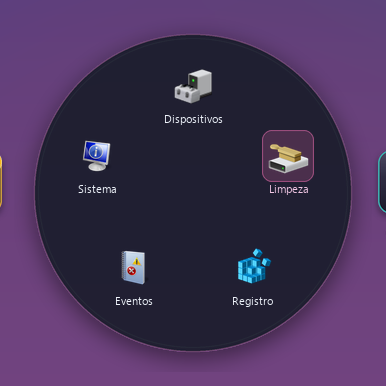 Dispositivos
Sistema
Limpeza
Eventos
Registro